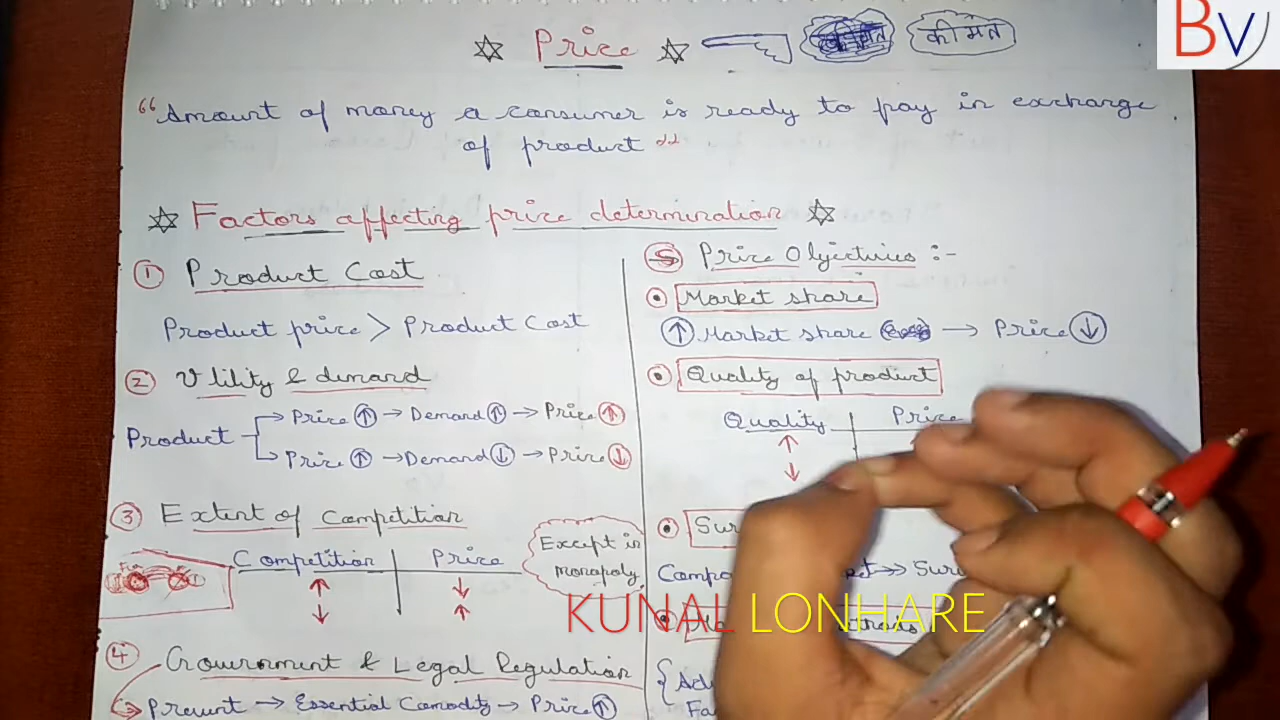 Price कीमत
BV
"Amount of money a consumer is ready to pay in exchange
of product"
Factors affecting price determination
① Product Cost
Product price > Product Cost
② Utility & demand
Product
Price ↑ → Demand ↑ → Price ↑
Price ↑ → Demand ↓ → Price ↓
③ Extent of Competition
Competition Price
↑ ↓
↓ ↑
Except in
monopoly
④ Government & Legal Regulation
Prevent → Essential Comodity → Price ↑
⑤ Price Objectives :-
Market share
↑ Market share → Price ↓
Quality of product
Quality Price
↑
↓
KUNAL LONHARE